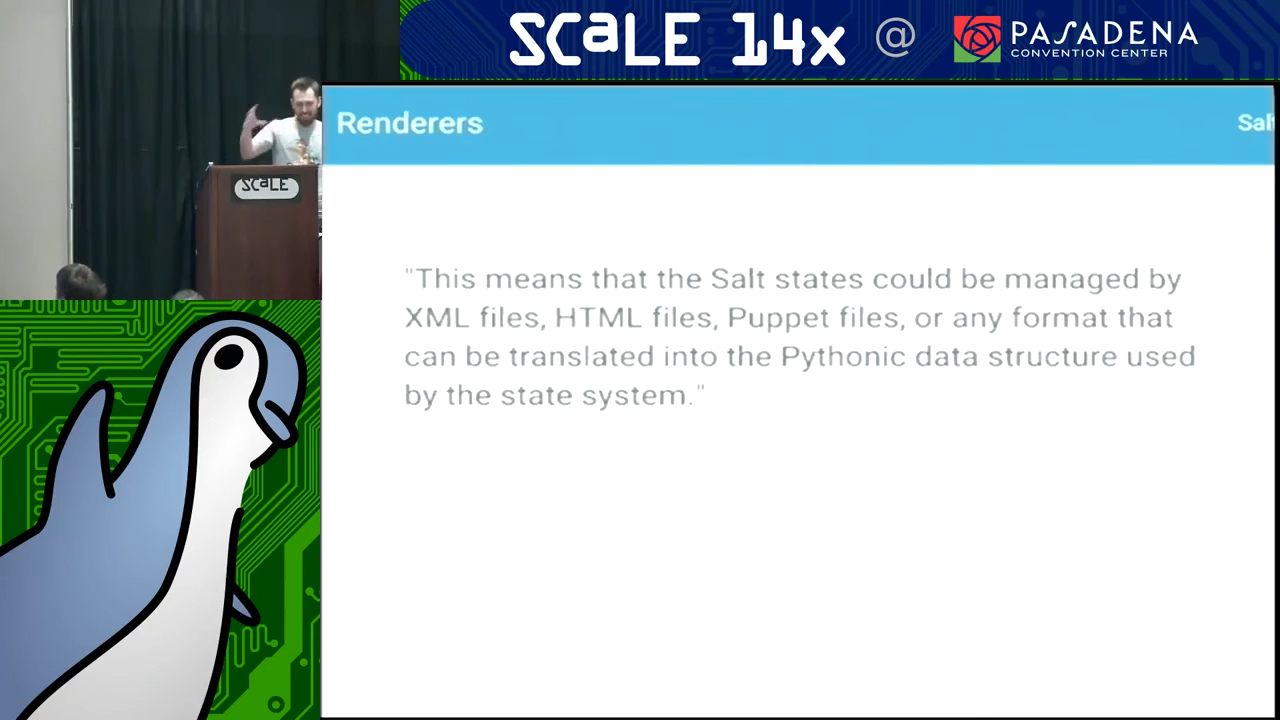 SCaLE 14x @ PASADENA
CONVENTION CENTER
SCaLE
Renderers
"This means that the Salt states could be managed by
XML files, HTML files, Puppet files, or any format that
can be translated into the Pythonic data structure used
by the state system."